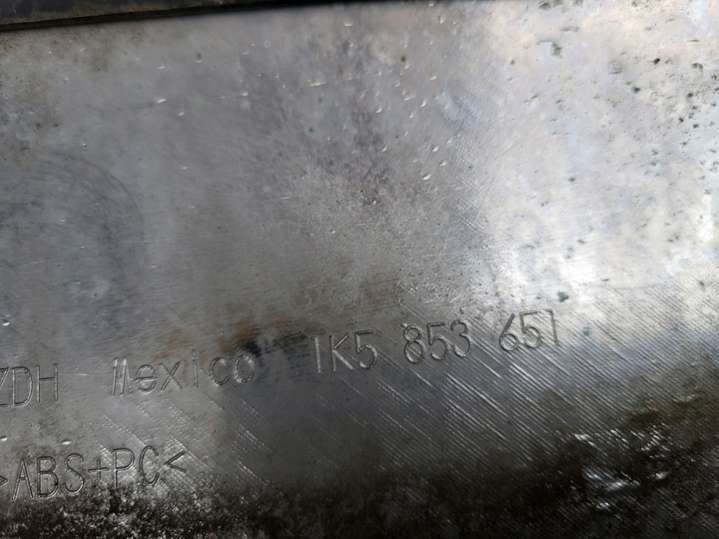 ZDH Mexico 1K5 853 651
>ABS+PC<